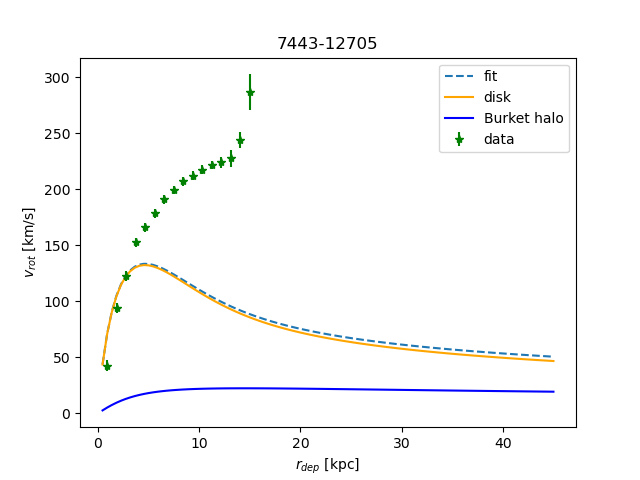 7443-12705
300
250
200
150
100
50
0
v_rot [km/s]
fit
disk
Burket halo
data
0 10 20 30 40
r_dep [kpc]